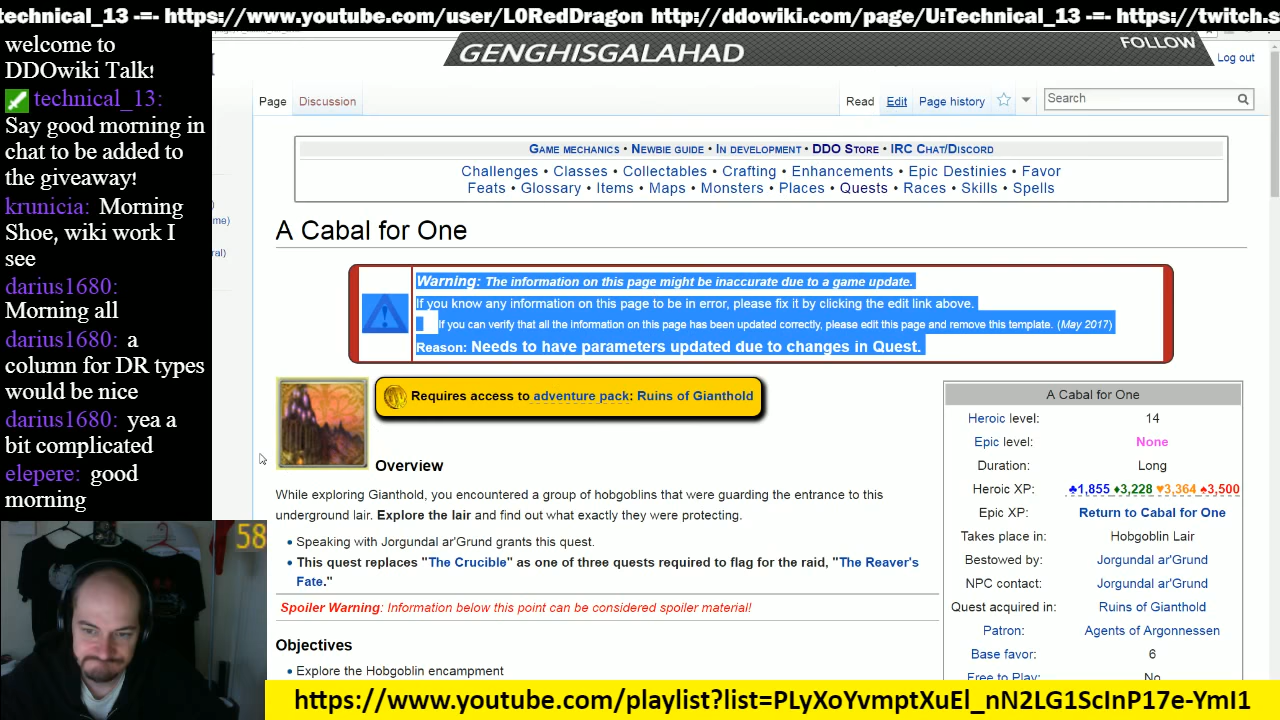 technical_13 -=- https://www.youtube.com/user/L0RedDragon http://ddowiki.com/page/U:Technical_13 -=- https://twitch.s
welcome to
DDOwiki Talk!
technical_13:
Say good morning in
chat to be added to
the giveaway!
krunicia: Morning
Shoe, wiki work I
see
darius1680:
Morning all
darius1680: a
column for DR types
would be nice
darius1680: yea a
bit complicated
elepere: good
morning
58
GENGHISGALAHAD
FOLLOW
Log out
Page Discussion
Read Edit Page history
Search
Game mechanics • Newbie guide • In development • DDO Store • IRC Chat/Discord
Challenges • Classes • Collectables • Crafting • Enhancements • Epic Destinies • Favor
Feats • Glossary • Items • Maps • Monsters • Places • Quests • Races • Skills • Spells
me)
ral)
A Cabal for One
Warning: The information on this page might be inaccurate due to a game update.
If you know any information on this page to be in error, please fix it by clicking the edit link above.
If you can verify that all the information on this page has been updated correctly, please edit this page and remove this template. (May 2017)
Reason: Needs to have parameters updated due to changes in Quest.
Requires access to adventure pack: Ruins of Gianthold
Overview
While exploring Gianthold, you encountered a group of hobgoblins that were guarding the entrance to this
underground lair. Explore the lair and find out what exactly they were protecting.
• Speaking with Jorgundal ar'Grund grants this quest.
• This quest replaces "The Crucible" as one of three quests required to flag for the raid, "The Reaver's
Fate."
Spoiler Warning: Information below this point can be considered spoiler material!
Objectives
• Explore the Hobgoblin encampment
A Cabal for One
Heroic level: 14
Epic level: None
Duration: Long
Heroic XP: ♣1,855 ♦3,228 ♥3,364 ♠3,500
Epic XP: Return to Cabal for One
Takes place in: Hobgoblin Lair
Bestowed by: Jorgundal ar'Grund
NPC contact: Jorgundal ar'Grund
Quest acquired in: Ruins of Gianthold
Patron: Agents of Argonnessen
Base favor: 6
Free to Play: No
https://www.youtube.com/playlist?list=PLyXoYvmptXuEl_nN2LG1ScInP17e-YmI1